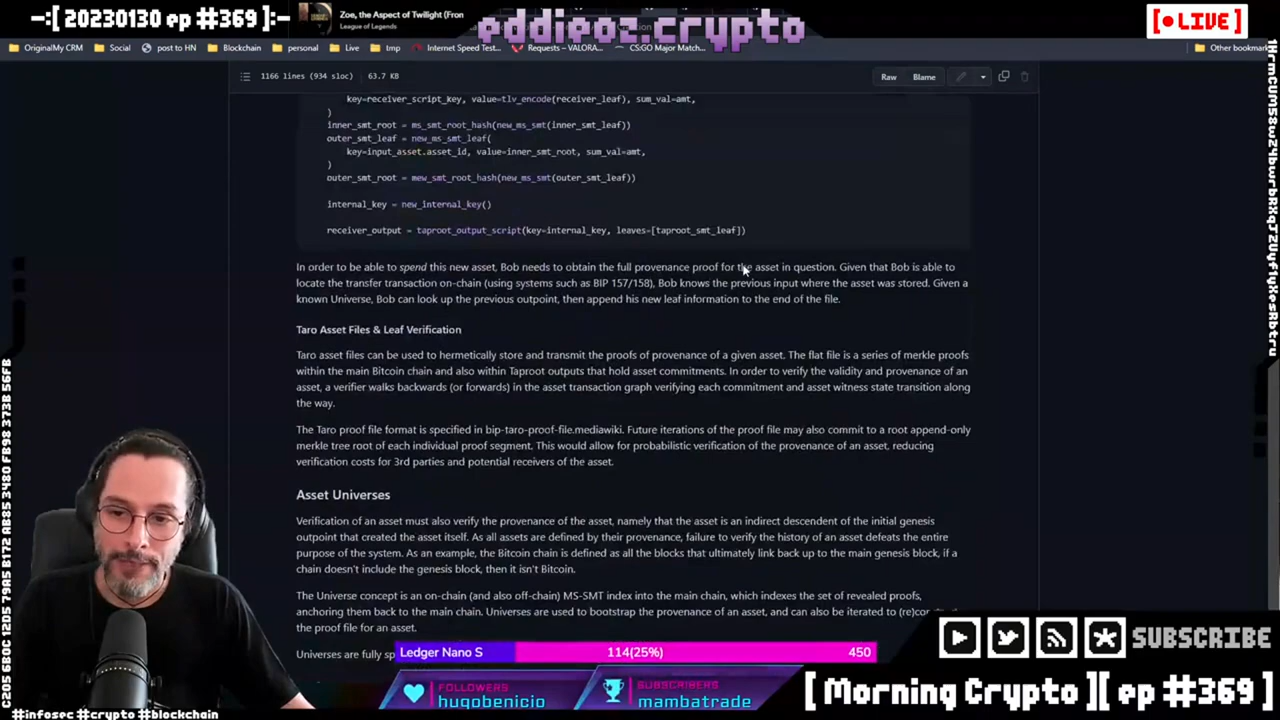 -:[ 20230130 ep #369 ]:-
Zoe, the Aspect of Twilight (Fron
League of Legends
eddieoz.crypto
[● LIVE]
OriginalMy CRM
Social
post to HN
Blockchain
personal
Live
tmp
Internet Speed Test...
Requests – VALORA...
CS:GO Major Match...
Other bookmar
1166 lines (934 sloc)
63.7 KB
Raw
Blame
key=receiver_script_key, value=tlv_encode(receiver_leaf), sum_val=amt,
)
inner_smt_root = ms_smt_root_hash(new_ms_smt(inner_smt_leaf))
outer_smt_leaf = new_ms_smt_leaf(
key=input_asset.asset_id, value=inner_smt_root, sum_val=amt,
)
outer_smt_root = mew_smt_root_hash(new_ms_smt(outer_smt_leaf))
internal_key = new_internal_key()
receiver_output = taproot_output_script(key=internal_key, leaves=[taproot_smt_leaf])
In order to be able to spend this new asset, Bob needs to obtain the full provenance proof for the asset in question. Given that Bob is able to
locate the transfer transaction on-chain (using systems such as BIP 157/158), Bob knows the previous input where the asset was stored. Given a
known Universe, Bob can look up the previous outpoint, then append his new leaf information to the end of the file.
Taro Asset Files & Leaf Verification
Taro asset files can be used to hermetically store and transmit the proofs of provenance of a given asset. The flat file is a series of merkle proofs
within the main Bitcoin chain and also within Taproot outputs that hold asset commitments. In order to verify the validity and provenance of an
asset, a verifier walks backwards (or forwards) in the asset transaction graph verifying each commitment and asset witness state transition along
the way.
The Taro proof file format is specified in bip-taro-proof-file.mediawiki. Future iterations of the proof file may also commit to a root append-only
merkle tree root of each individual proof segment. This would allow for probabilistic verification of the provenance of an asset, reducing
verification costs for 3rd parties and potential receivers of the asset.
Asset Universes
Verification of an asset must also verify the provenance of the asset, namely that the asset is an indirect descendent of the initial genesis
outpoint that created the asset itself. As all assets are defined by their provenance, failure to verify the history of an asset defeats the entire
purpose of the system. As an example, the Bitcoin chain is defined as all the blocks that ultimately link back up to the main genesis block, if a
chain doesn't include the genesis block, then it isn't Bitcoin.
The Universe concept is an on-chain (and also off-chain) MS-SMT index into the main chain, which indexes the set of revealed proofs,
anchoring them back to the main chain. Universes are used to bootstrap the provenance of an asset, and can also be iterated to (re)co
the proof file for an asset.
Universes are fully sp
Ledger Nano S
114(25%)
450
FOLLOWERS
hugobenicio
SUBSCRIBERS
mambatrade
SUBSCRIBE
[ Morning Crypto ][ ep #369 ]
#infosec #crypto #blockchain
C2E05 6B0C 12D5 79A5 B172 AB35 3480 FB92 373B 56FB